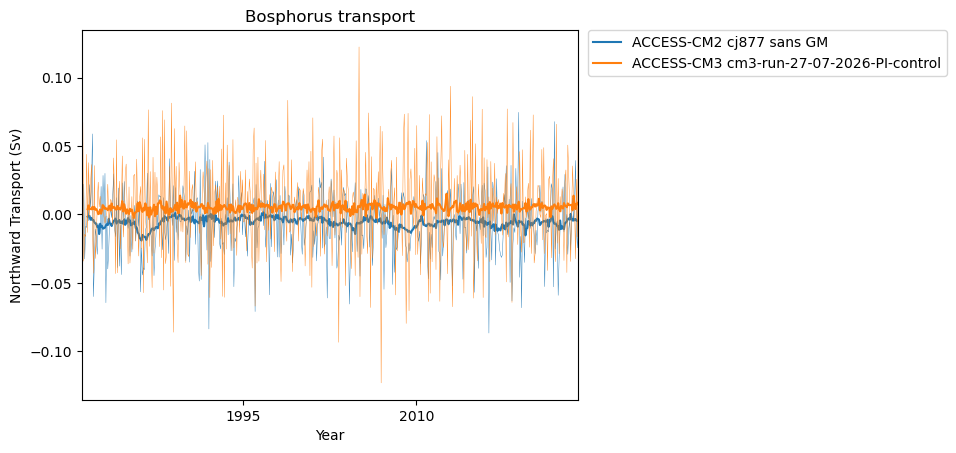 Bosphorus transport
ACCESS-CM2 cj877 sans GM
ACCESS-CM3 cm3-run-27-07-2026-PI-control
Northward Transport (Sv)
0.10
0.05
0.00
−0.05
−0.10
1995
2010
Year